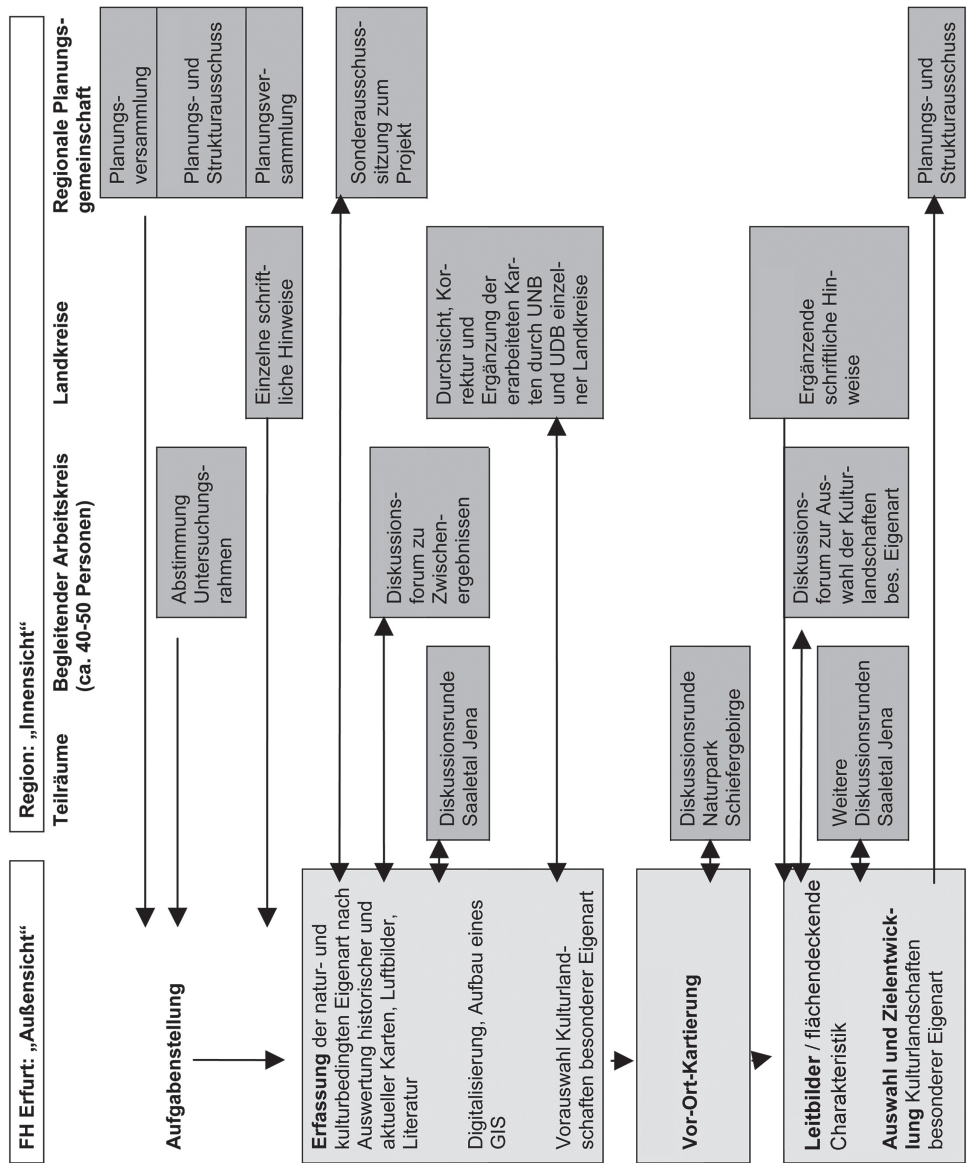 FH Erfurt: „Außensicht“
Region: „Innensicht“
Teilräume
Begleitender Arbeitskreis
(ca. 40-50 Personen)
Landkreise
Regionale Planungs-
gemeinschaft
Aufgabenstellung
Abstimmung
Untersuchungs-
rahmen
Einzelne schrift-
liche Hinweise
Planungs-
versammlung
Planungs- und
Strukturausschuss
Planungsver-
sammlung
Erfassung der natur- und
kulturbedingten Eigenart nach
Auswertung historischer und
aktueller Karten, Luftbilder,
Literatur
Digitalisierung, Aufbau eines
GIS
Vorauswahl Kulturland-
schaften besonderer Eigenart
Diskussionsrunde
Saaletal Jena
Diskussions-
forum zu
Zwischen-
ergebnissen
Durchsicht, Kor-
rektur und
Ergänzung der
erarbeiteten Kar-
ten durch UNB
und UDB einzel-
ner Landkreise
Sonderausschuss-
sitzung zum
Projekt
Vor-Ort-Kartierung
Diskussionsrunde
Naturpark
Schiefergebirge
Leitbilder / flächendeckende
Charakteristik
Auswahl und Zielentwick-
lung Kulturlandschaften
besonderer Eigenart
Weitere
Diskussionsrunden
Saaletal Jena
Diskussions-
forum zur Aus-
wahl der Kultur-
landschaften
bes. Eigenart
Ergänzende
schriftliche Hin-
weise
Planungs- und
Strukturausschuss